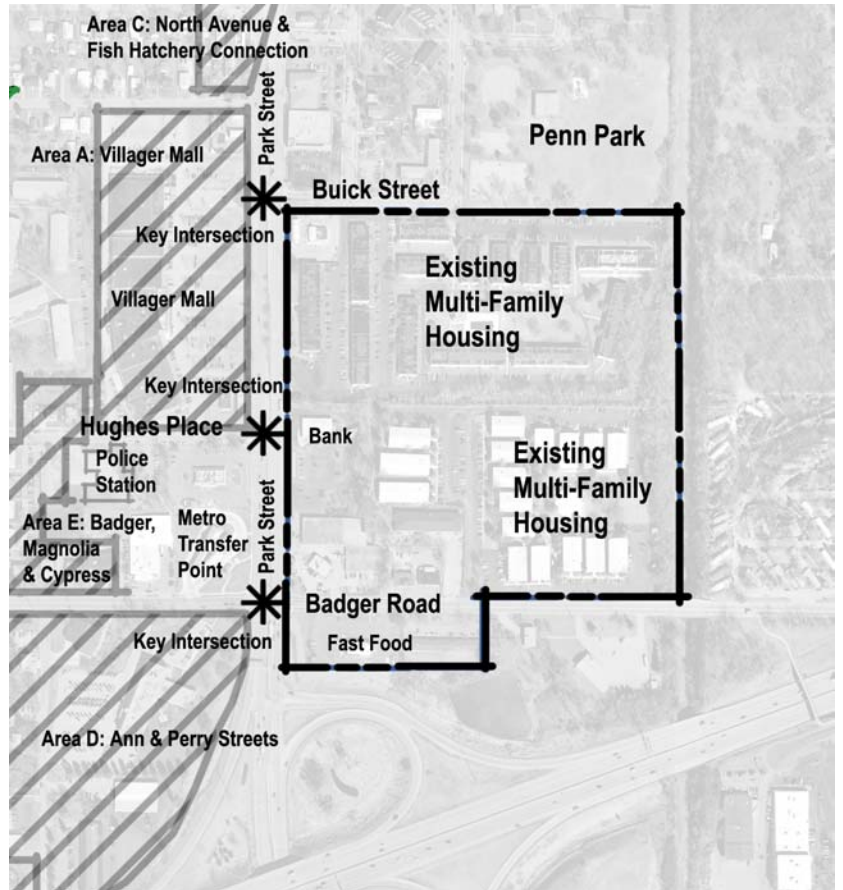 Area C: North Avenue &
Fish Hatchery Connection
Park Street
Penn Park
Area A: Villager Mall
Buick Street
Key Intersection
Existing
Multi-Family
Housing
Villager Mall
Key Intersection
Hughes Place
Bank
Police
Station
Existing
Multi-Family
Housing
Area E: Badger,
Magnolia
& Cypress
Metro
Transfer
Point
Park Street
Badger Road
Key Intersection
Fast Food
Area D: Ann & Perry Streets